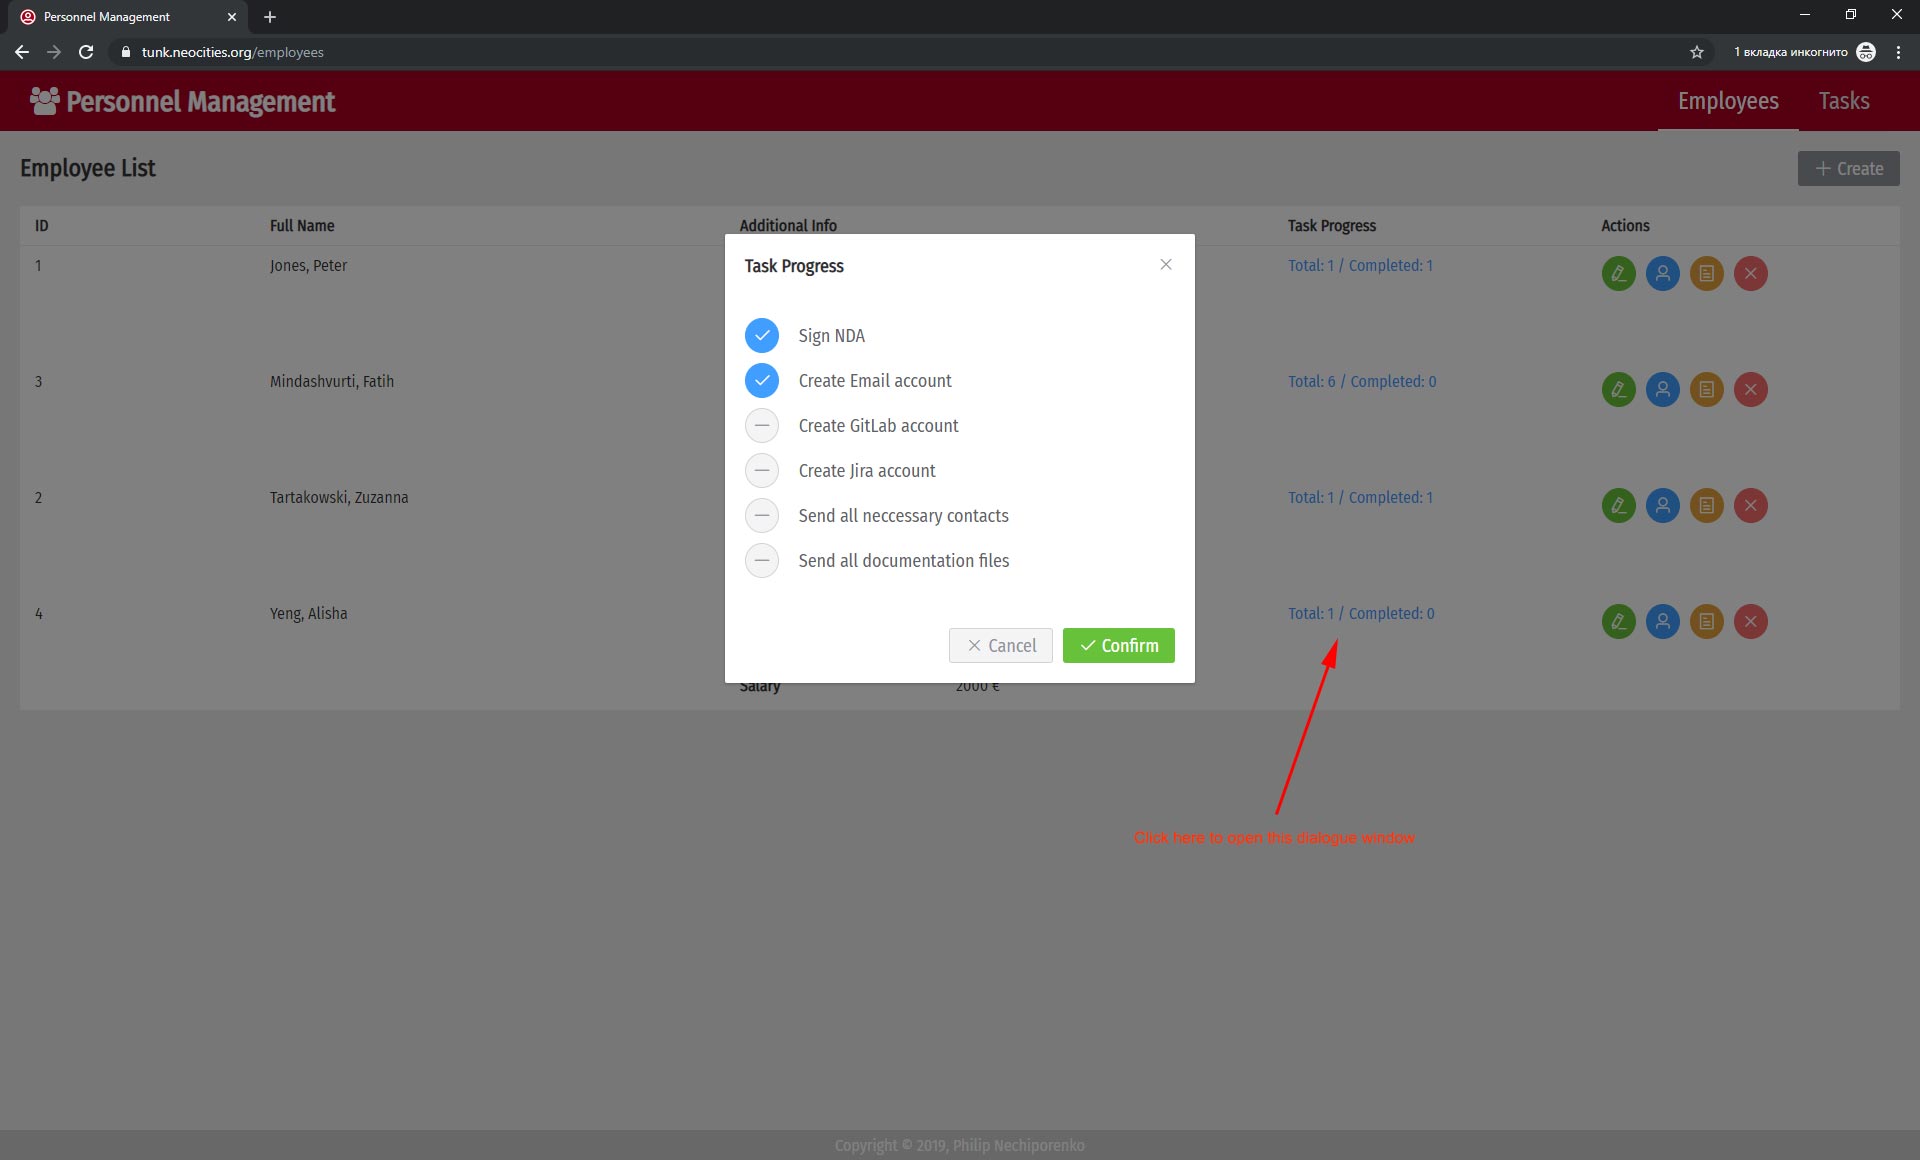 Personnel Management
tunk.neocities.org/employees
1 вкладка инкогнито
Personnel Management
Employees
Tasks
Employee List
Create
ID
Full Name
Additional Info
Task Progress
Actions
1
Jones, Peter
Total: 1 / Completed: 1
3
Mindashvurti, Fatih
Total: 6 / Completed: 0
2
Tartakowski, Zuzanna
Total: 1 / Completed: 1
4
Yeng, Alisha
Total: 1 / Completed: 0
Task Progress
Sign NDA
Create Email account
Create GitLab account
Create Jira account
Send all neccessary contacts
Send all documentation files
Cancel
Confirm
Salary
2000 €
Click here to open this dialogue window
Copyright © 2019, Philip Nechiporenko